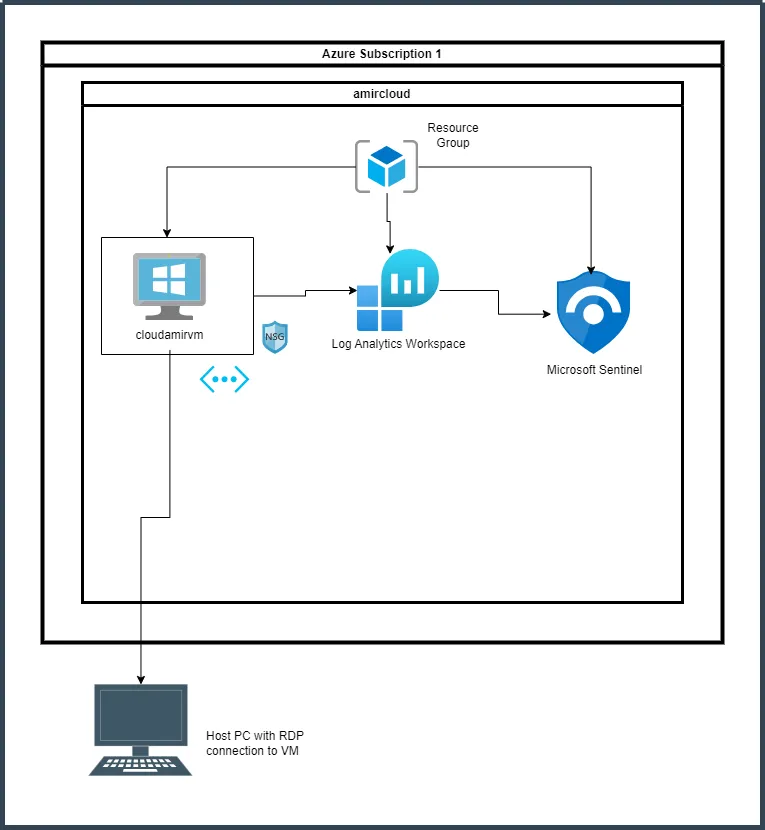 Azure Subscription 1
amircloud
Resource
Group
cloudamirvm
NSG
Log Analytics Workspace
Microsoft Sentinel
Host PC with RDP
connection to VM